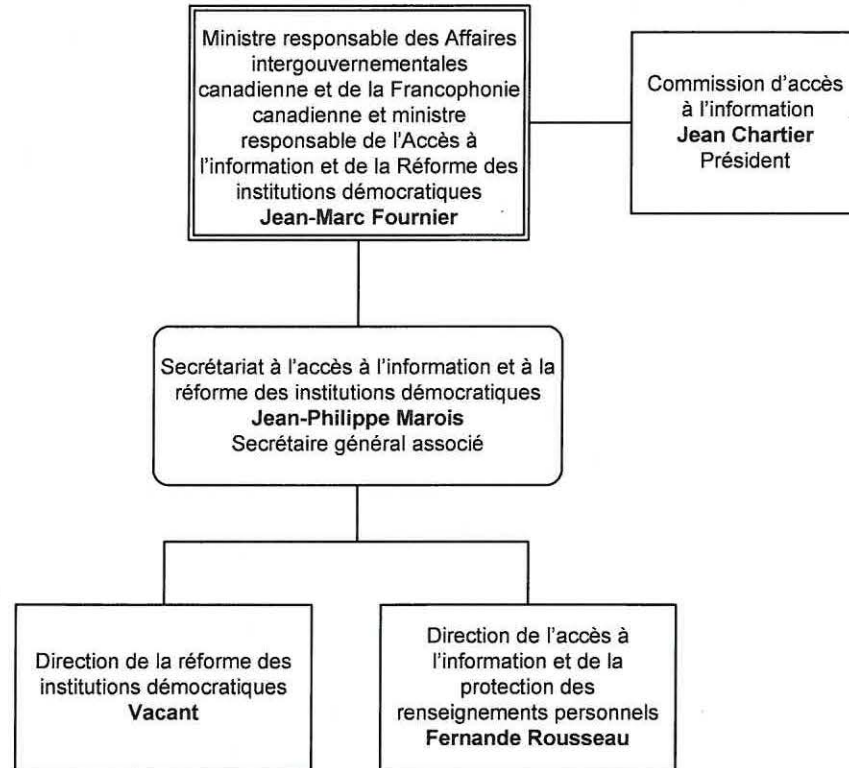 Ministre responsable des Affaires
intergouvernementales
canadienne et de la Francophonie
canadienne et ministre
responsable de l'Accès à
l'information et de la Réforme des
institutions démocratiques
Jean-Marc Fournier
Commission d'accès
à l'information
Jean Chartier
Président
Secrétariat à l'accès à l'information et à la
réforme des institutions démocratiques
Jean-Philippe Marois
Secrétaire général associé
Direction de la réforme des
institutions démocratiques
Vacant
Direction de l'accès à
l'information et de la
protection des
renseignements personnels
Fernande Rousseau